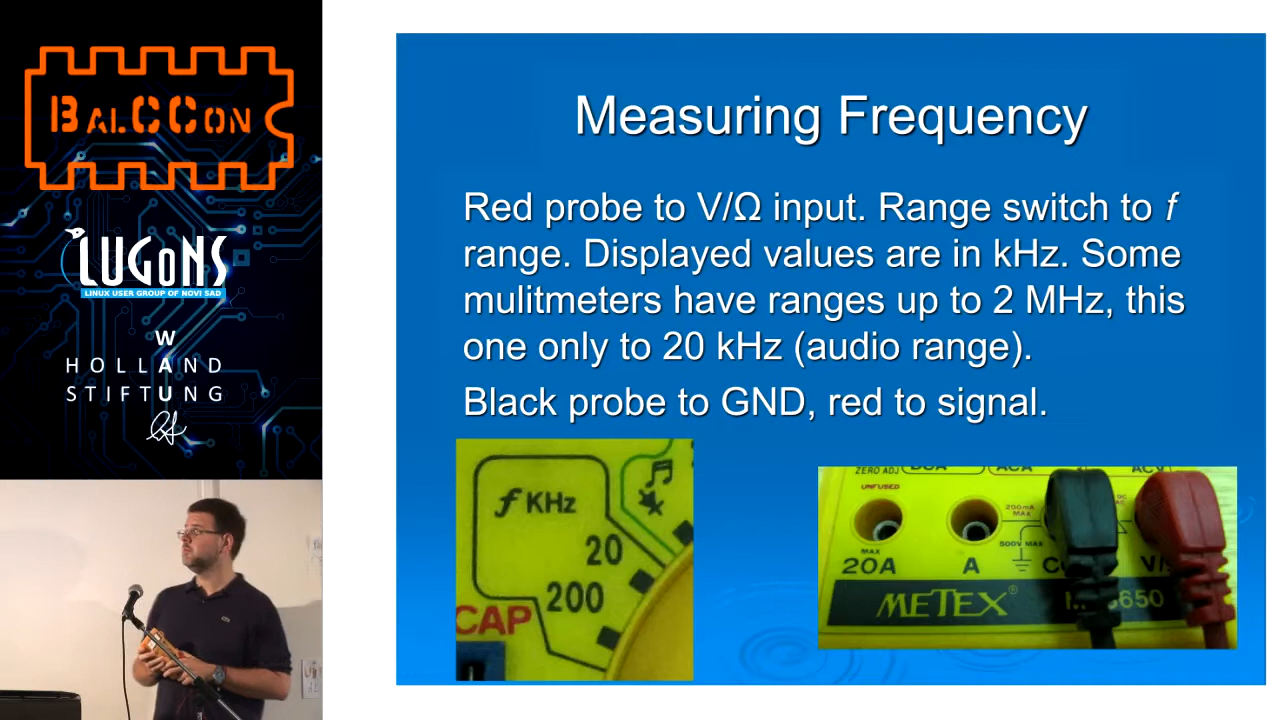 BALCCON
LUGONS
LINUX USER GROUP OF NOVI SAD
W
HOLLAND
STIFTUNG
Measuring Frequency
Red probe to V/Ω input. Range switch to f
range. Displayed values are in kHz. Some
mulitmeters have ranges up to 2 MHz, this
one only to 20 kHz (audio range).
Black probe to GND, red to signal.
f KHz
20
200
CAP
ZERO ADJ
UNFUSED
200mA
MAX
500V MAX
MAX
20A
A
METEX®